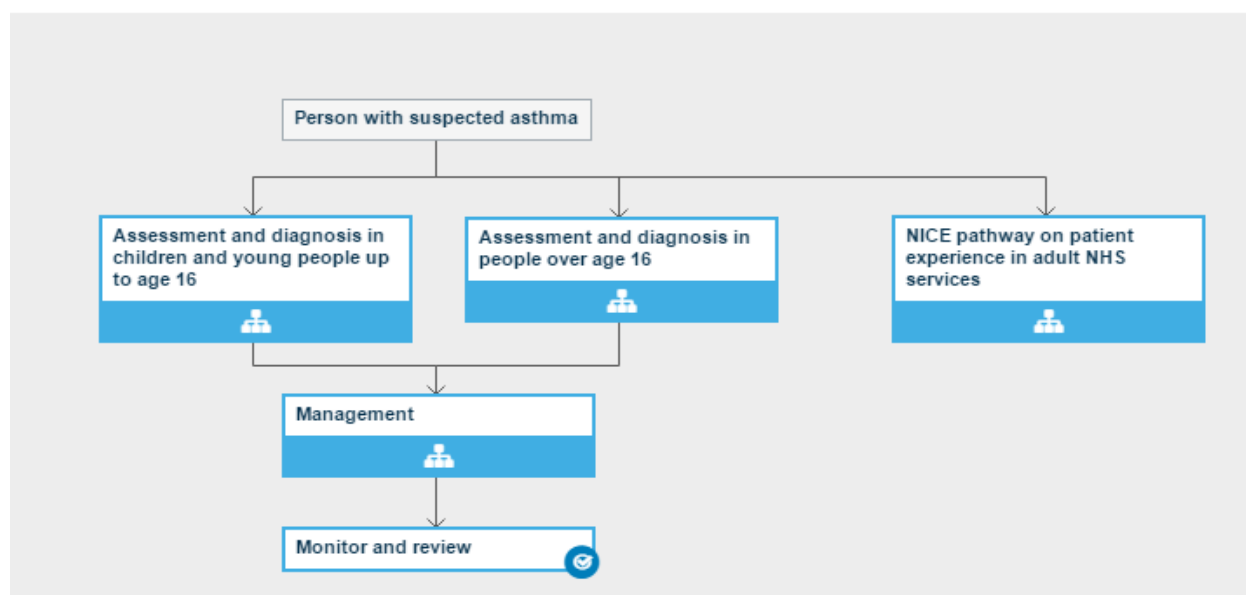 Person with suspected asthma
Assessment and diagnosis in
children and young people up
to age 16
Assessment and diagnosis in
people over age 16
NICE pathway on patient
experience in adult NHS
services
Management
Monitor and review